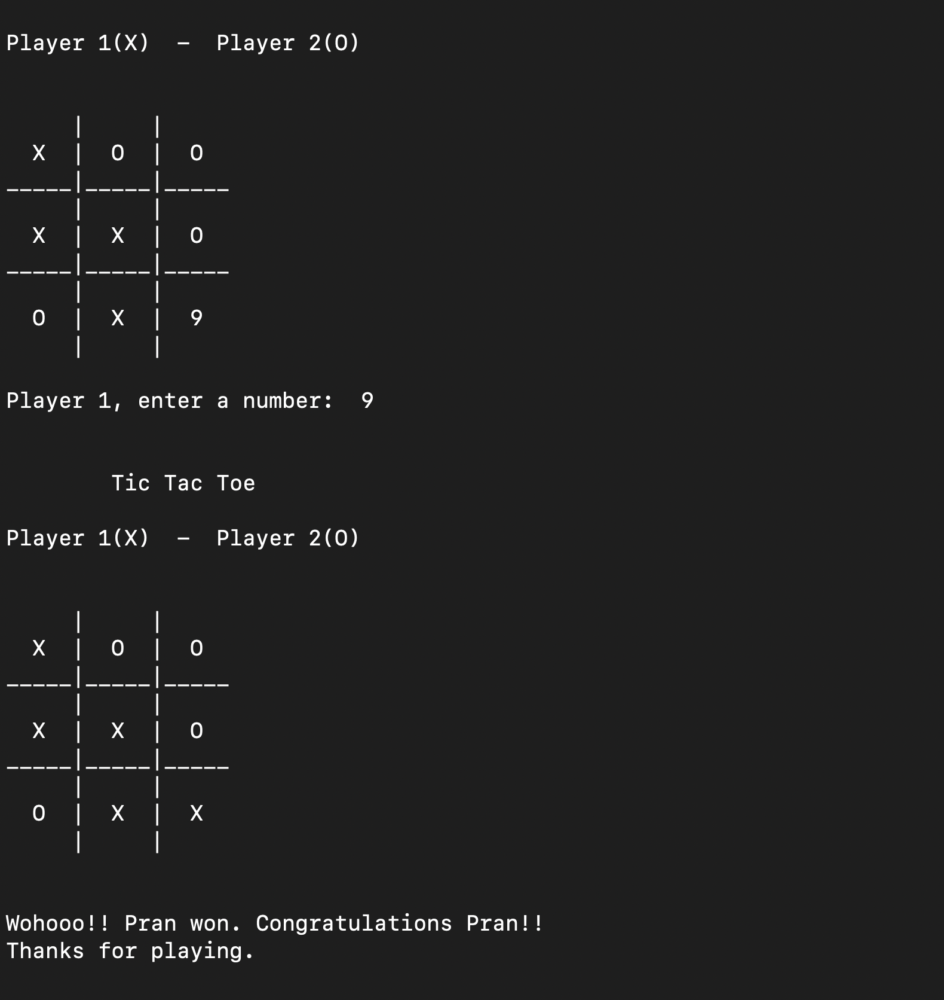 Player 1(X)  –  Player 2(O)
     |     |
  X  |  O  |  O
_____|_____|_____
     |     |
  X  |  X  |  O
_____|_____|_____
     |     |
  O  |  X  |  9
     |     |
Player 1, enter a number:  9
        Tic Tac Toe
Player 1(X)  –  Player 2(O)
     |     |
  X  |  O  |  O
_____|_____|_____
     |     |
  X  |  X  |  O
_____|_____|_____
     |     |
  O  |  X  |  X
     |     |
Wohooo!! Pran won. Congratulations Pran!!
Thanks for playing.